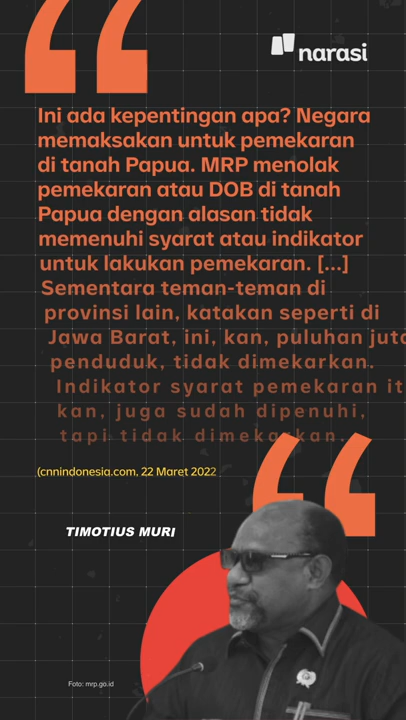 narasi
Ini ada kepentingan apa? Negara
memaksakan untuk pemekaran
di tanah Papua. MRP menolak
pemekaran atau DOB di tanah
Papua dengan alasan tidak
memenuhi syarat atau indikator
untuk lakukan pemekaran. [...]
Sementara teman-teman di
provinsi lain, katakan seperti di
Jawa Barat, ini, kan, puluhan juta
penduduk, tidak dimekarkan.
Indikator syarat pemekaran it
kan, juga sudah dipenuhi,
tapi tidak dimekarkan.
(cnnindonesia.com, 22 Maret 2022
TIMOTIUS MURI
Foto: mrp.go.id